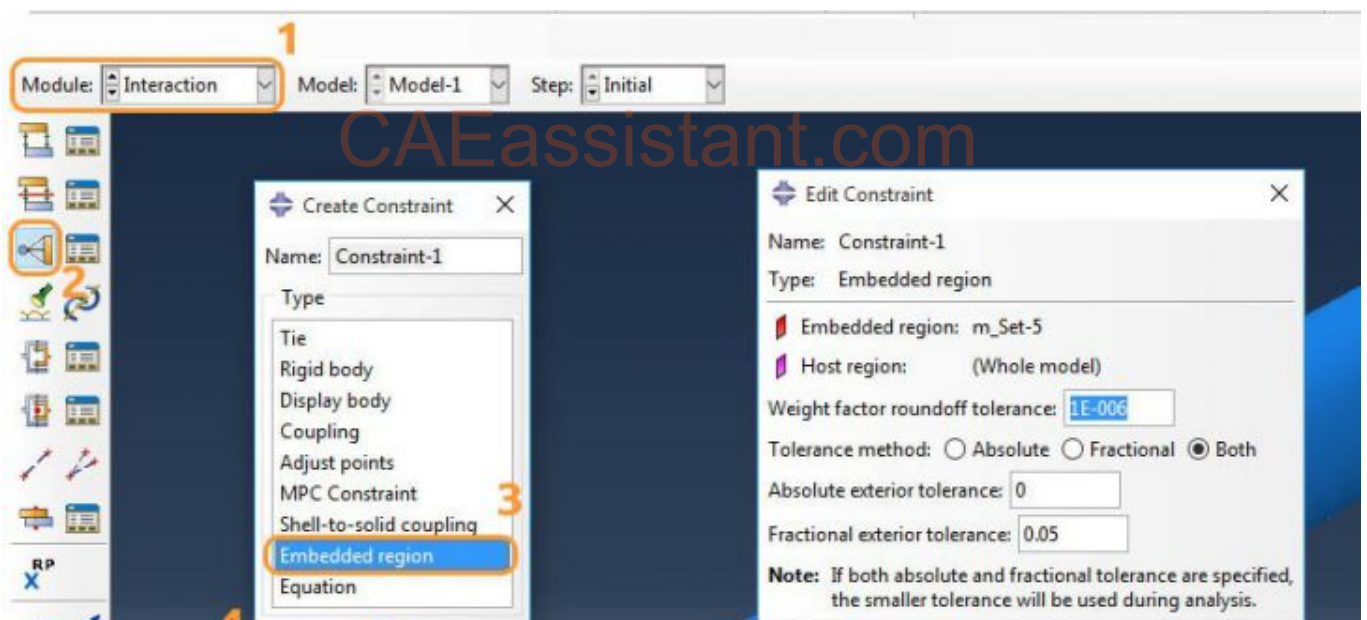 1
Module: Interaction Model: Model-1 Step: Initial
CAEassistant.com
2
RP
X
Create Constraint
Name: Constraint-1
Type
Tie
Rigid body
Display body
Coupling
Adjust points
MPC Constraint
Shell-to-solid coupling
3
Embedded region
Equation
4
Edit Constraint
Name: Constraint-1
Type: Embedded region
Embedded region: m_Set-5
Host region: (Whole model)
Weight factor roundoff tolerance: 1E-006
Tolerance method: Absolute Fractional Both
Absolute exterior tolerance: 0
Fractional exterior tolerance: 0.05
Note: If both absolute and fractional tolerance are specified,
the smaller tolerance will be used during analysis.